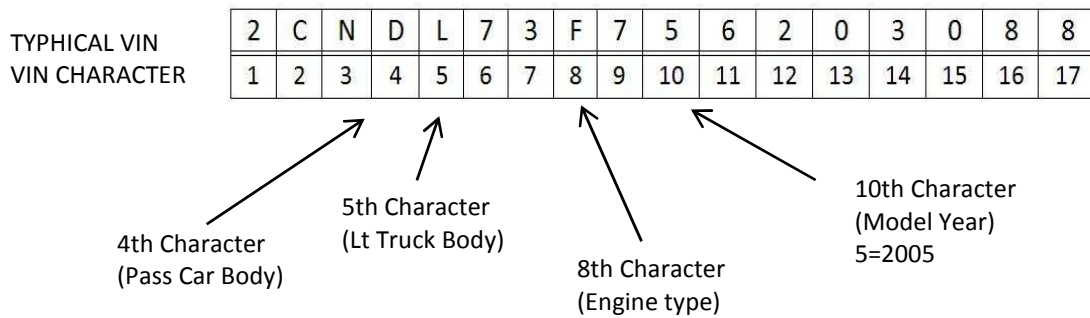 TYPHICAL VIN 2 C N D L 7 3 F 7 5 6 2 0 3 0 8 8
VIN CHARACTER 1 2 3 4 5 6 7 8 9 10 11 12 13 14 15 16 17
4th Character
(Pass Car Body)
5th Character
(Lt Truck Body)
8th Character
(Engine type)
10th Character
(Model Year)
5=2005